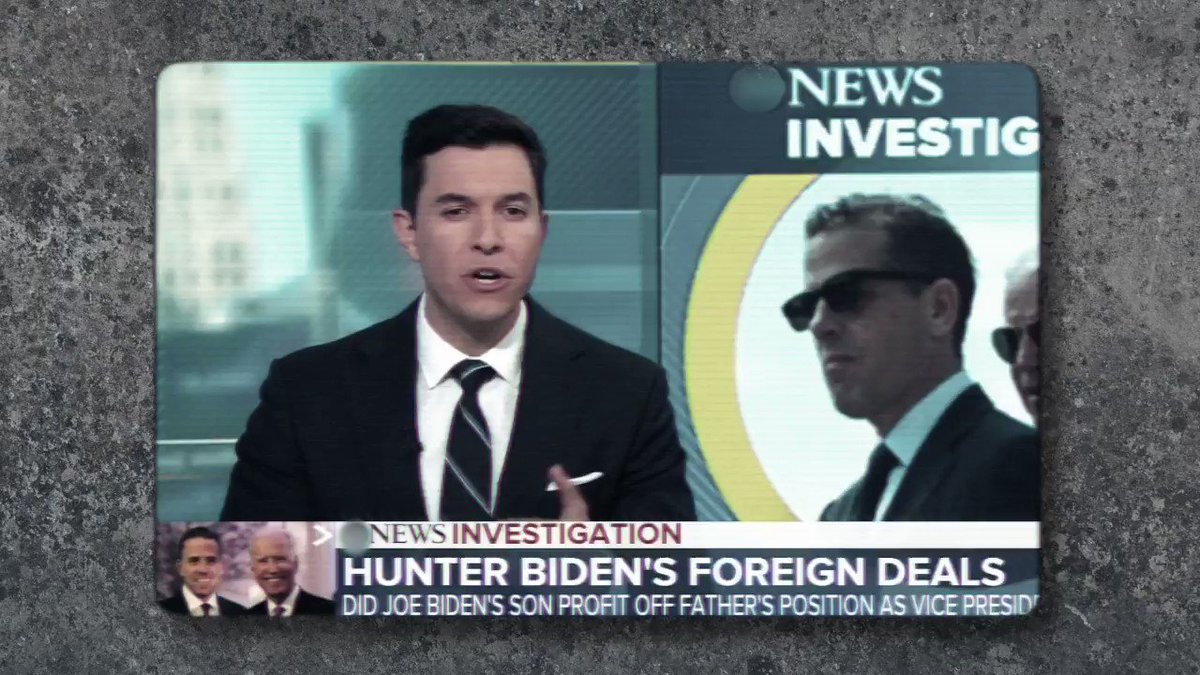 NEWS
INVESTIG
NEWS INVESTIGATION
HUNTER BIDEN'S FOREIGN DEALS
DID JOE BIDEN'S SON PROFIT OFF FATHER'S POSITION AS VICE PRESID